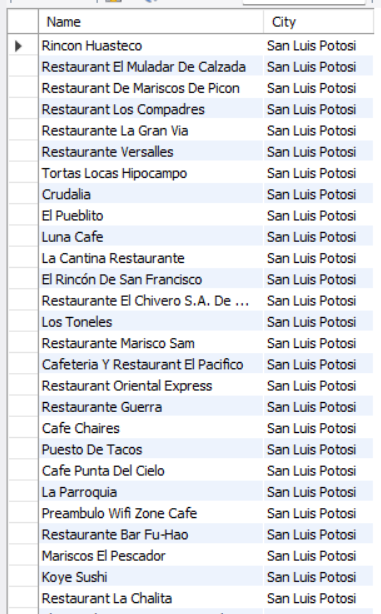 Name City
Rincon Huasteco San Luis Potosi
Restaurant El Muladar De Calzada San Luis Potosi
Restaurant De Mariscos De Picon San Luis Potosi
Restaurant Los Compadres San Luis Potosi
Restaurante La Gran Via San Luis Potosi
Restaurante Versalles San Luis Potosi
Tortas Locas Hipocampo San Luis Potosi
Crudalia San Luis Potosi
El Pueblito San Luis Potosi
Luna Cafe San Luis Potosi
La Cantina Restaurante San Luis Potosi
El Rincón De San Francisco San Luis Potosi
Restaurante El Chivero S.A. De ... San Luis Potosi
Los Toneles San Luis Potosi
Restaurante Marisco Sam San Luis Potosi
Cafeteria Y Restaurant El Pacifico San Luis Potosi
Restaurant Oriental Express San Luis Potosi
Restaurante Guerra San Luis Potosi
Cafe Chaires San Luis Potosi
Puesto De Tacos San Luis Potosi
Cafe Punta Del Cielo San Luis Potosi
La Parroquia San Luis Potosi
Preambulo Wifi Zone Cafe San Luis Potosi
Restaurante Bar Fu-Hao San Luis Potosi
Mariscos El Pescador San Luis Potosi
Koye Sushi San Luis Potosi
Restaurant La Chalita San Luis Potosi